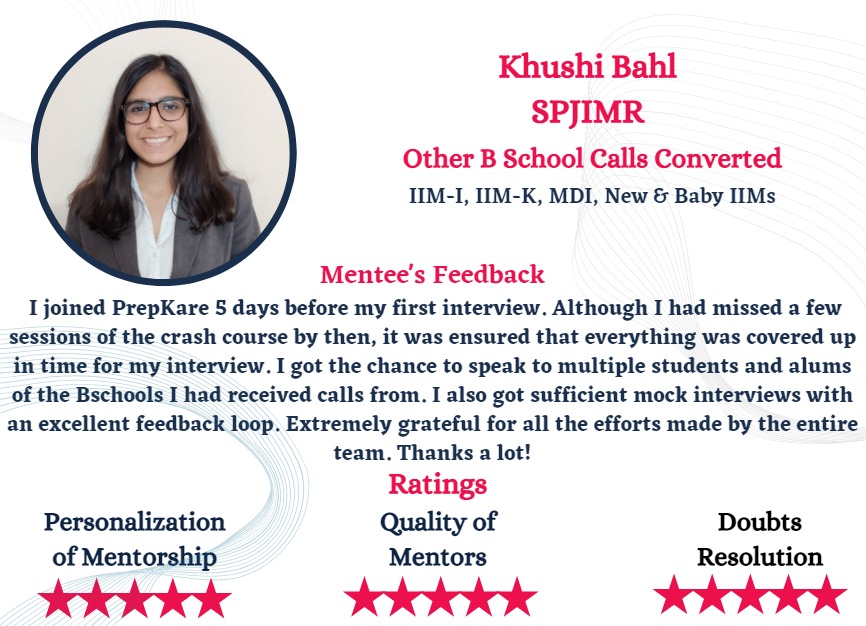 Khushi Bahl
SPJIMR
Other B School Calls Converted
IIM-I, IIM-K, MDI, New & Baby IIMs
Mentee's Feedback
I joined PrepKare 5 days before my first interview. Although I had missed a few
sessions of the crash course by then, it was ensured that everything was covered up
in time for my interview. I got the chance to speak to multiple students and alums
of the Bschools I had received calls from. I also got sufficient mock interviews with
an excellent feedback loop. Extremely grateful for all the efforts made by the entire
team. Thanks a lot!
Ratings
Personalization
of Mentorship
Quality of
Mentors
Doubts
Resolution